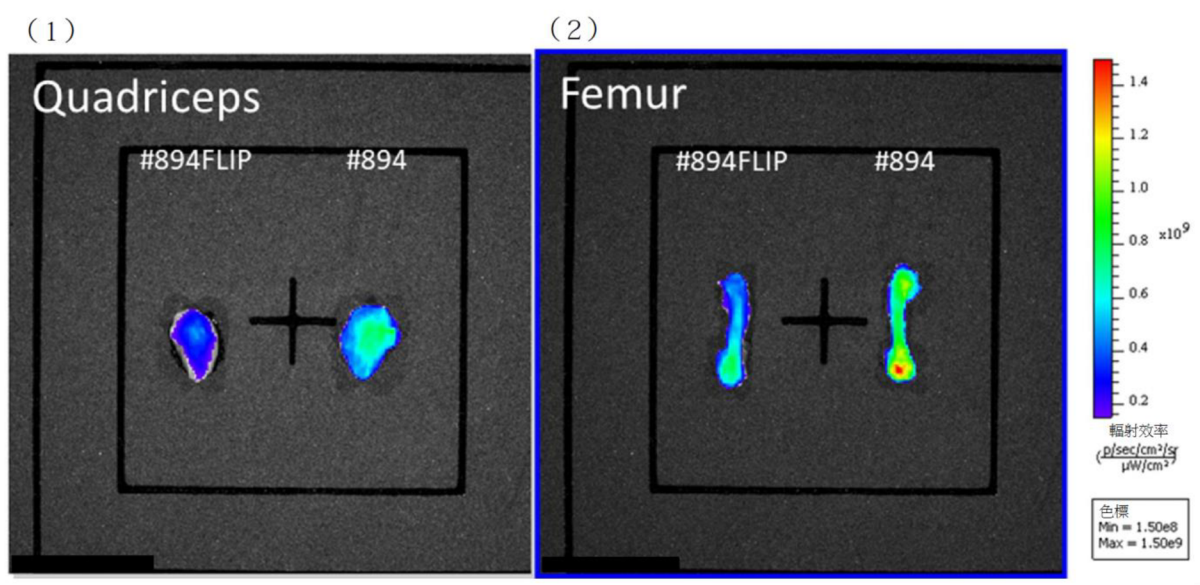 (1)
(2)
Quadriceps
Femur
#894FLIP
#894
#894FLIP
#894
1.4
1.2
1.0
0.8
x10⁹
0.6
0.4
0.2
輻射效率
(p/sec/cm²/sr
μW/cm²)
色標
Min = 1.50e8
Max = 1.50e9